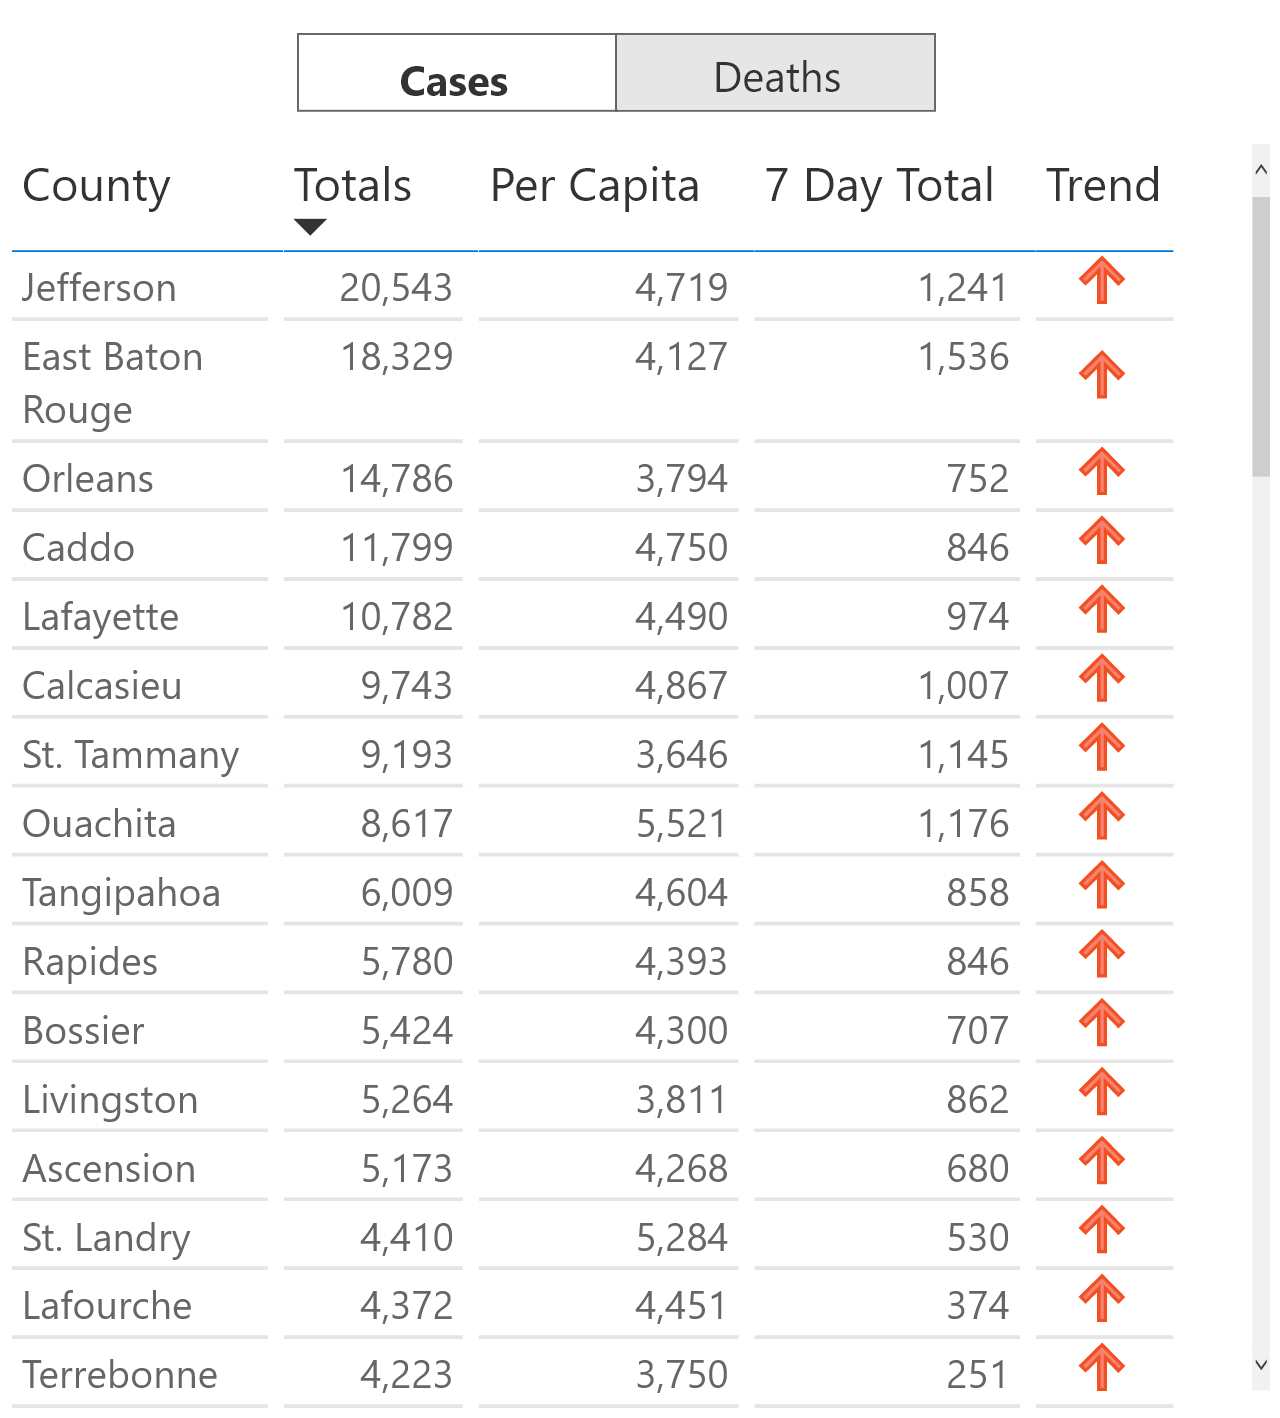 Cases Deaths
County Totals Per Capita 7 Day Total Trend
Jefferson 20,543 4,719 1,241
East Baton 18,329 4,127 1,536
Rouge
Orleans 14,786 3,794 752
Caddo 11,799 4,750 846
Lafayette 10,782 4,490 974
Calcasieu 9,743 4,867 1,007
St. Tammany 9,193 3,646 1,145
Ouachita 8,617 5,521 1,176
Tangipahoa 6,009 4,604 858
Rapides 5,780 4,393 846
Bossier 5,424 4,300 707
Livingston 5,264 3,811 862
Ascension 5,173 4,268 680
St. Landry 4,410 5,284 530
Lafourche 4,372 4,451 374
Terrebonne 4,223 3,750 251